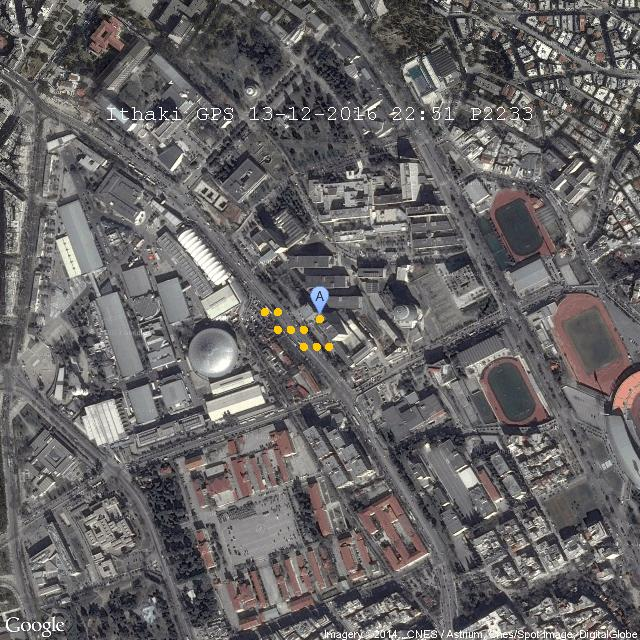 Ithaki GPS 13-12-2016 22:51 P2233
A
Google
Imagery ©2014, CNES / Astrium, Cnes/Spot Image, DigitalGlobe